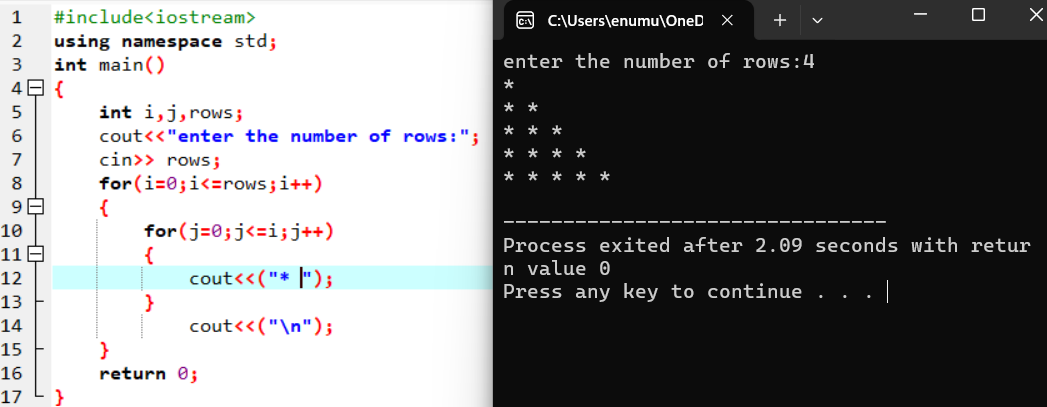 1 #include<iostream>
2 using namespace std;
3 int main()
4 {
5 int i,j,rows;
6 cout<<"enter the number of rows:";
7 cin>> rows;
8 for(i=0;i<=rows;i++)
9 {
10 for(j=0;j<=i;j++)
11 {
12 cout<<("* ");
13 }
14 cout<<("\n");
15 }
16 return 0;
17 }
C:\Users\enumu\OneD
enter the number of rows:4
*
* *
* * *
* * * *
* * * * *
--------------------------------
Process exited after 2.09 seconds with retur
n value 0
Press any key to continue . . .